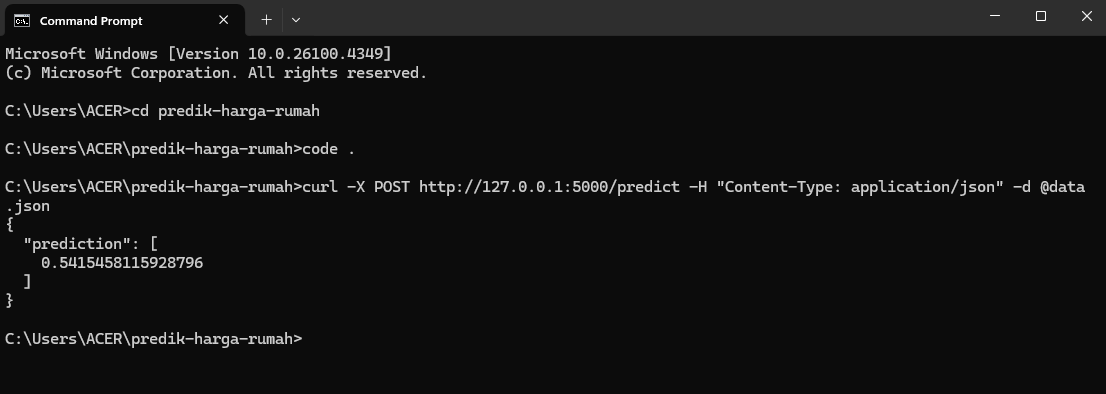 Command Prompt
Microsoft Windows [Version 10.0.26100.4349]
(c) Microsoft Corporation. All rights reserved.
C:\Users\ACER>cd predik-harga-rumah
C:\Users\ACER\predik-harga-rumah>code .
C:\Users\ACER\predik-harga-rumah>curl -X POST http://127.0.0.1:5000/predict -H "Content-Type: application/json" -d @data
.json
{
  "prediction": [
    0.5415458115928796
  ]
}
C:\Users\ACER\predik-harga-rumah>